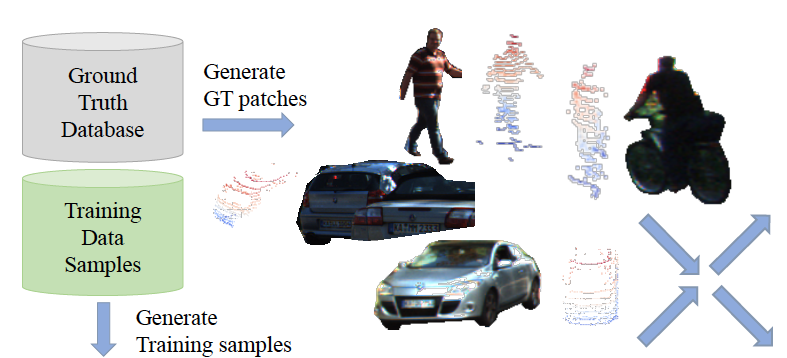 Ground
Truth
Database
Generate
GT patches
Training
Data
Samples
Generate
Training samples